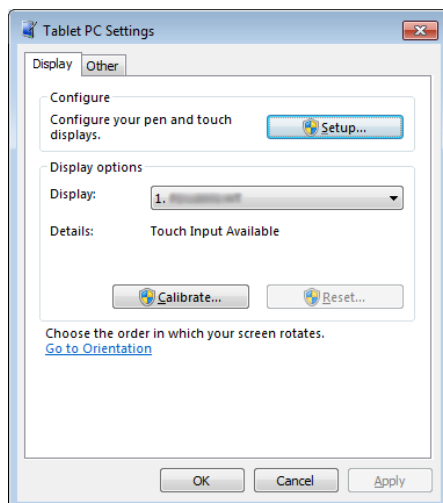 Tablet PC Settings
Display
Other
Configure
Configure your pen and touch
displays.
Setup...
Display options
Display:
1.
Details:
Touch Input Available
Calibrate...
Reset...
Choose the order in which your screen rotates.
Go to Orientation
OK
Cancel
Apply